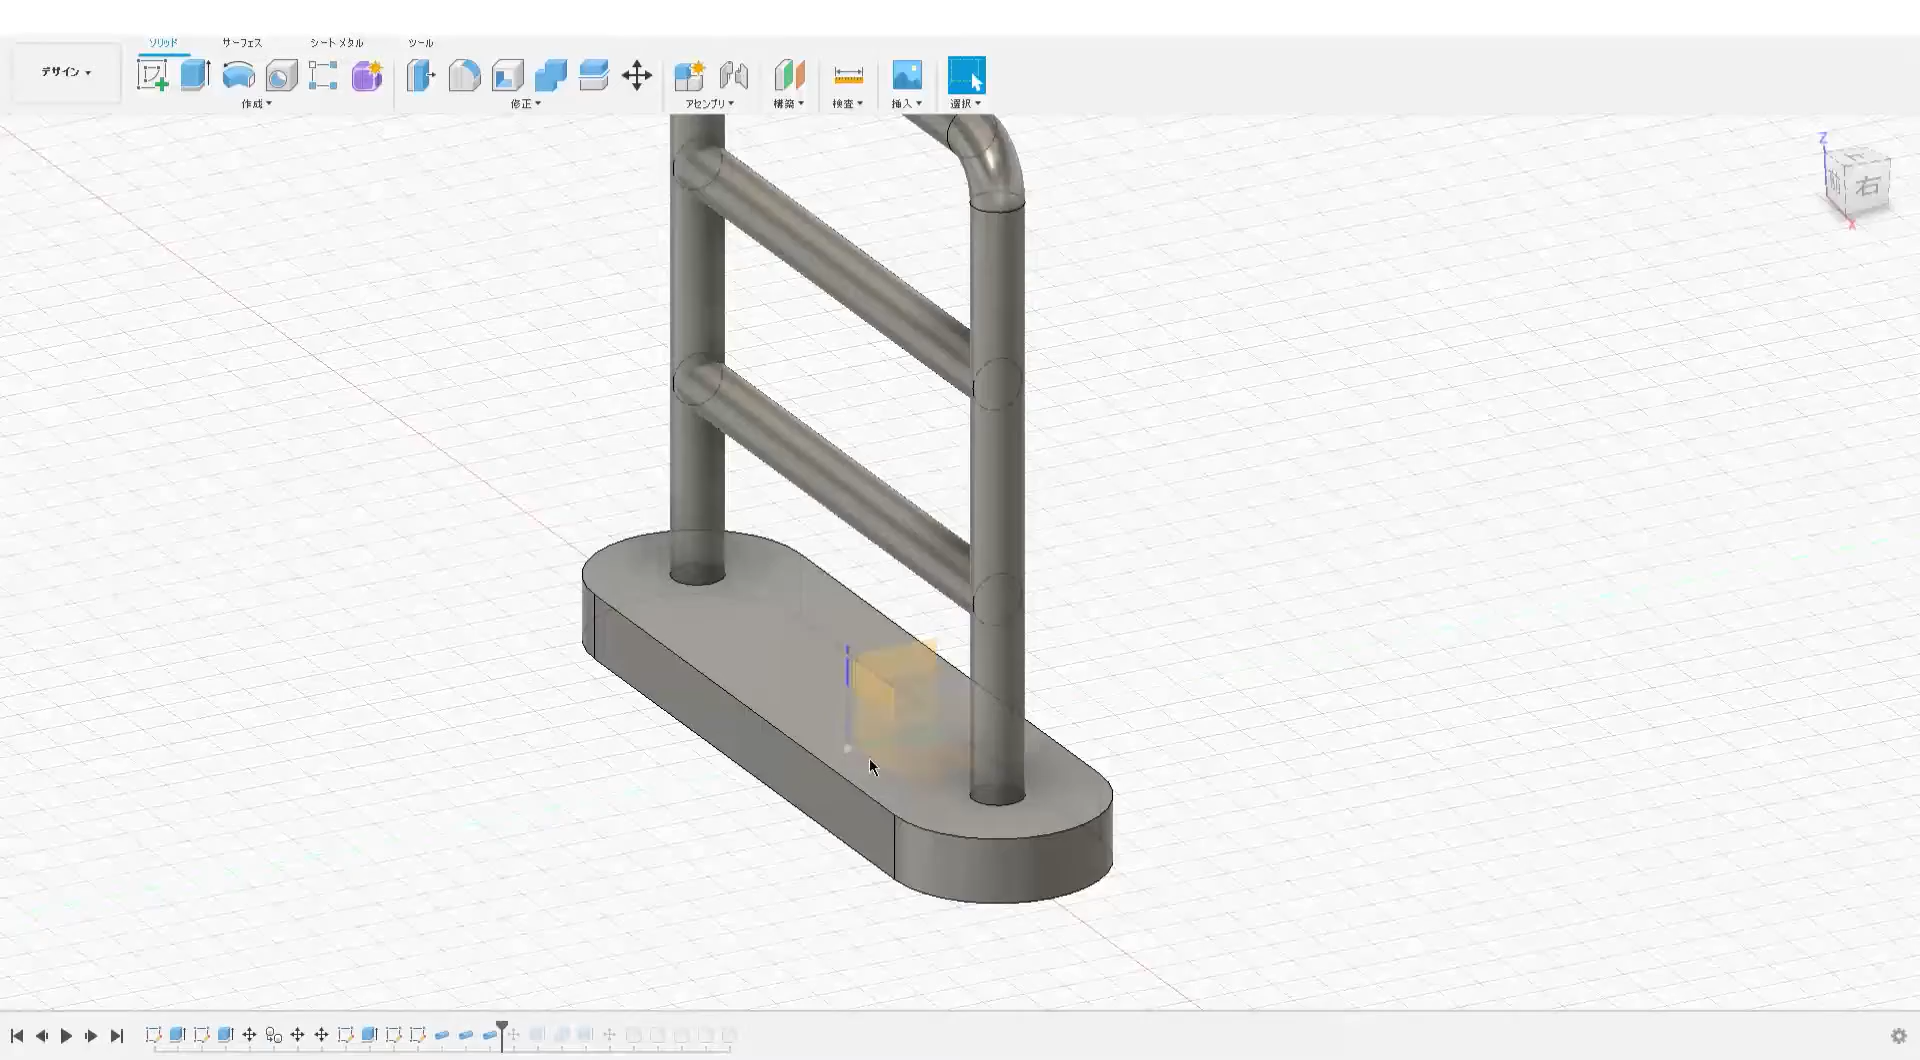 ソリッド
サーフェス
シート メタル
ツール
デザイン
作成
修正
アセンブリ
構築
検査
挿入
選択
Z
右
X